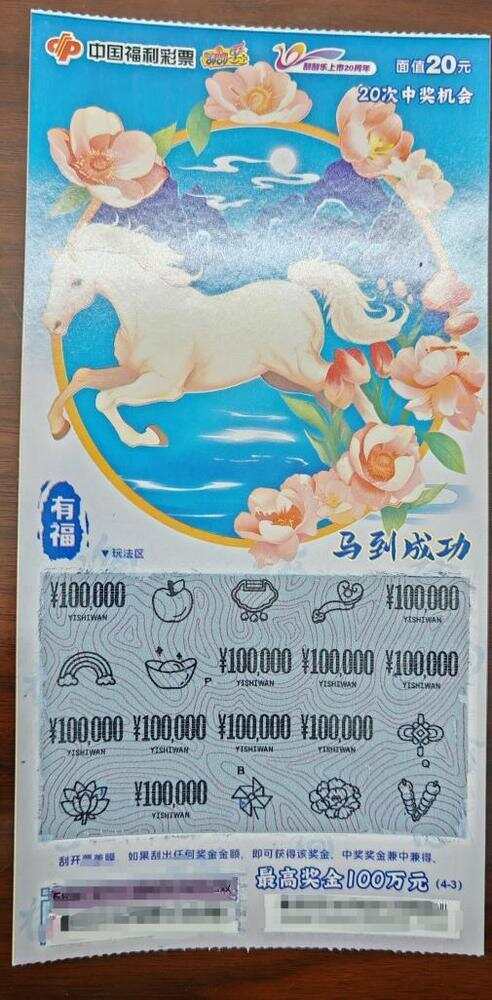 中国福利彩票 刮刮乐 刮刮乐上市20周年 面值20元
20次中奖机会
有福
▼玩法区
马到成功
¥100,000 ¥100,000
YISHIWAN YISHIWAN
¥100,000 ¥100,000 ¥100,000
YISHIWAN YISHIWAN YISHIWAN
P
¥100,000 ¥100,000 ¥100,000 ¥100,000
YISHIWAN YISHIWAN YISHIWAN YISHIWAN
Q
B
¥100,000
YISHIWAN
刮开覆盖膜 如果刮出任何奖金金额，即可获得该奖金。中奖奖金兼中兼得。
最高奖金100万元 (4-3)